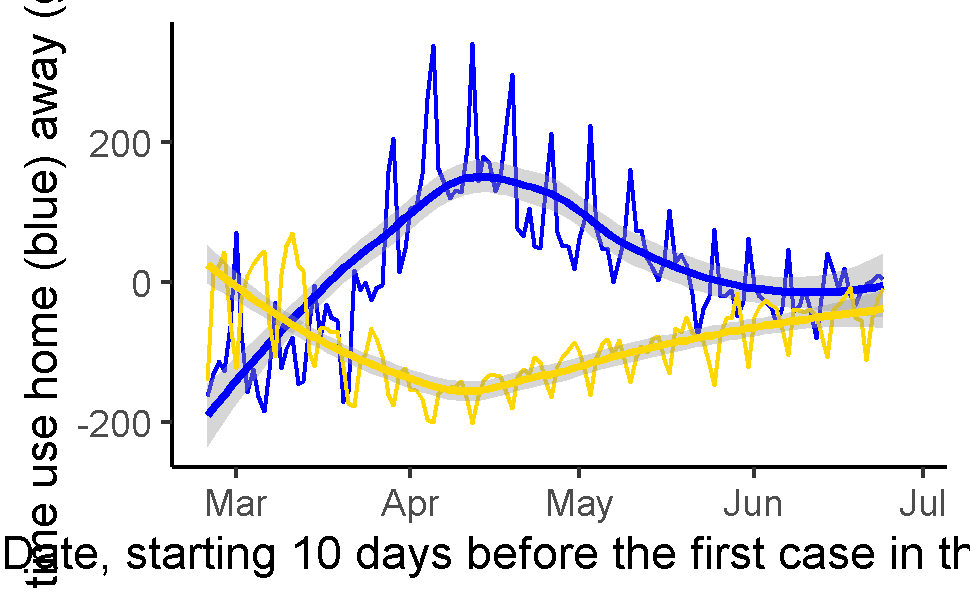 time use home (blue) away (
200
0
-200
Mar Apr May Jun Jul
Date, starting 10 days before the first case in th